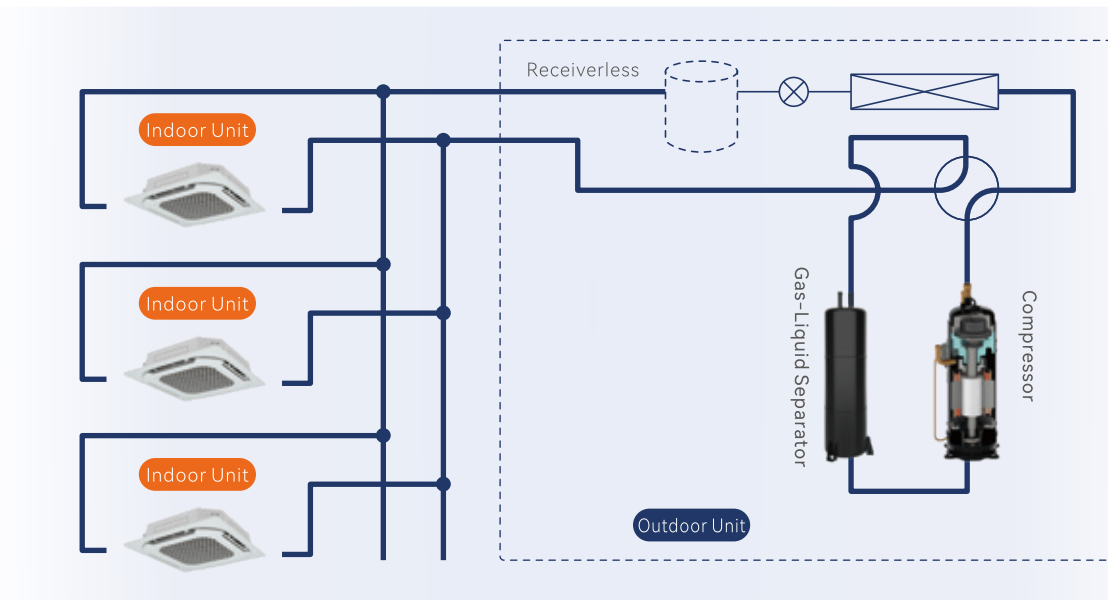 Receiverless
Indoor Unit
Indoor Unit
Indoor Unit
Gas-Liquid Separator
Compressor
Outdoor Unit